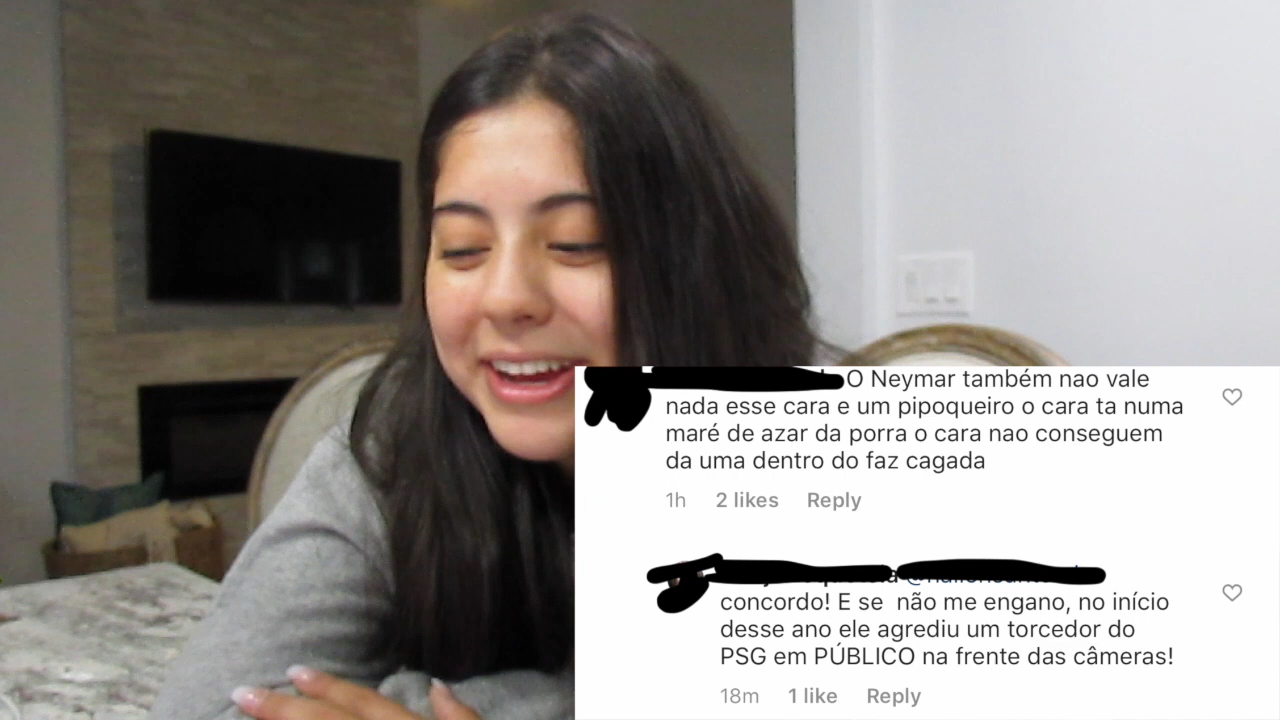 O Neymar também nao vale
nada esse cara e um pipoqueiro o cara ta numa
maré de azar da porra o cara nao conseguem
da uma dentro do faz cagada
1h 2 likes Reply
concordo! E se não me engano, no início
desse ano ele agrediu um torcedor do
PSG em PÚBLICO na frente das câmeras!
18m 1 like Reply